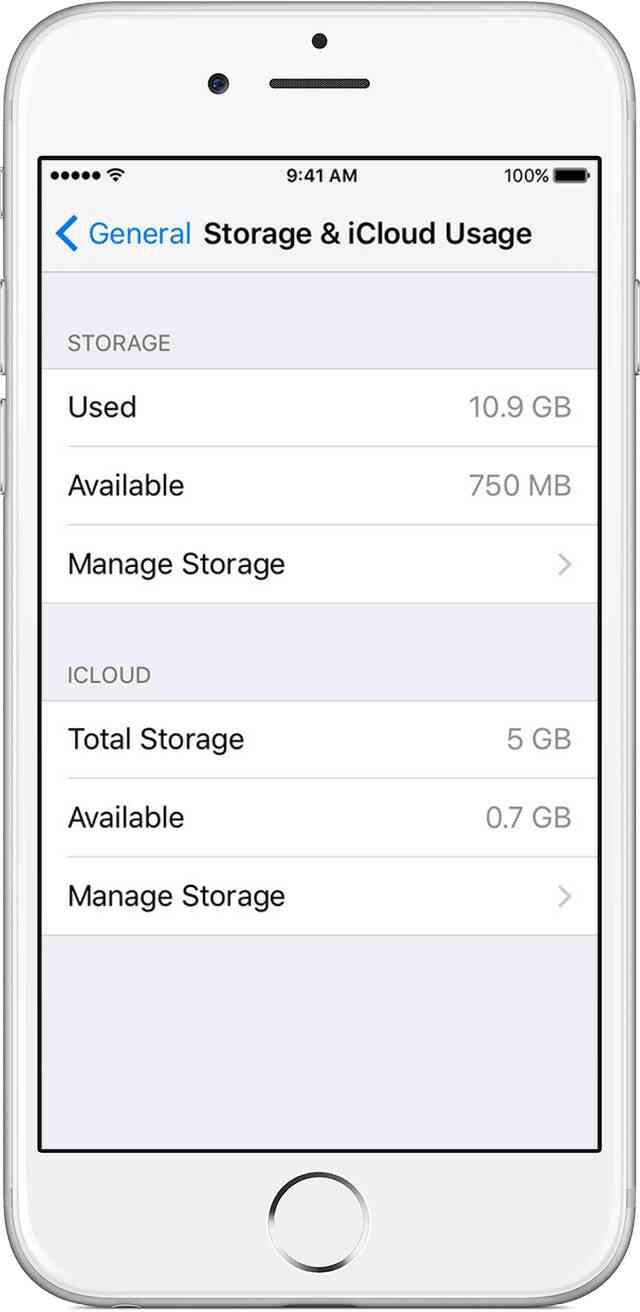 9:41 AM 100%
General Storage & iCloud Usage
STORAGE
Used 10.9 GB
Available 750 MB
Manage Storage
ICLOUD
Total Storage 5 GB
Available 0.7 GB
Manage Storage